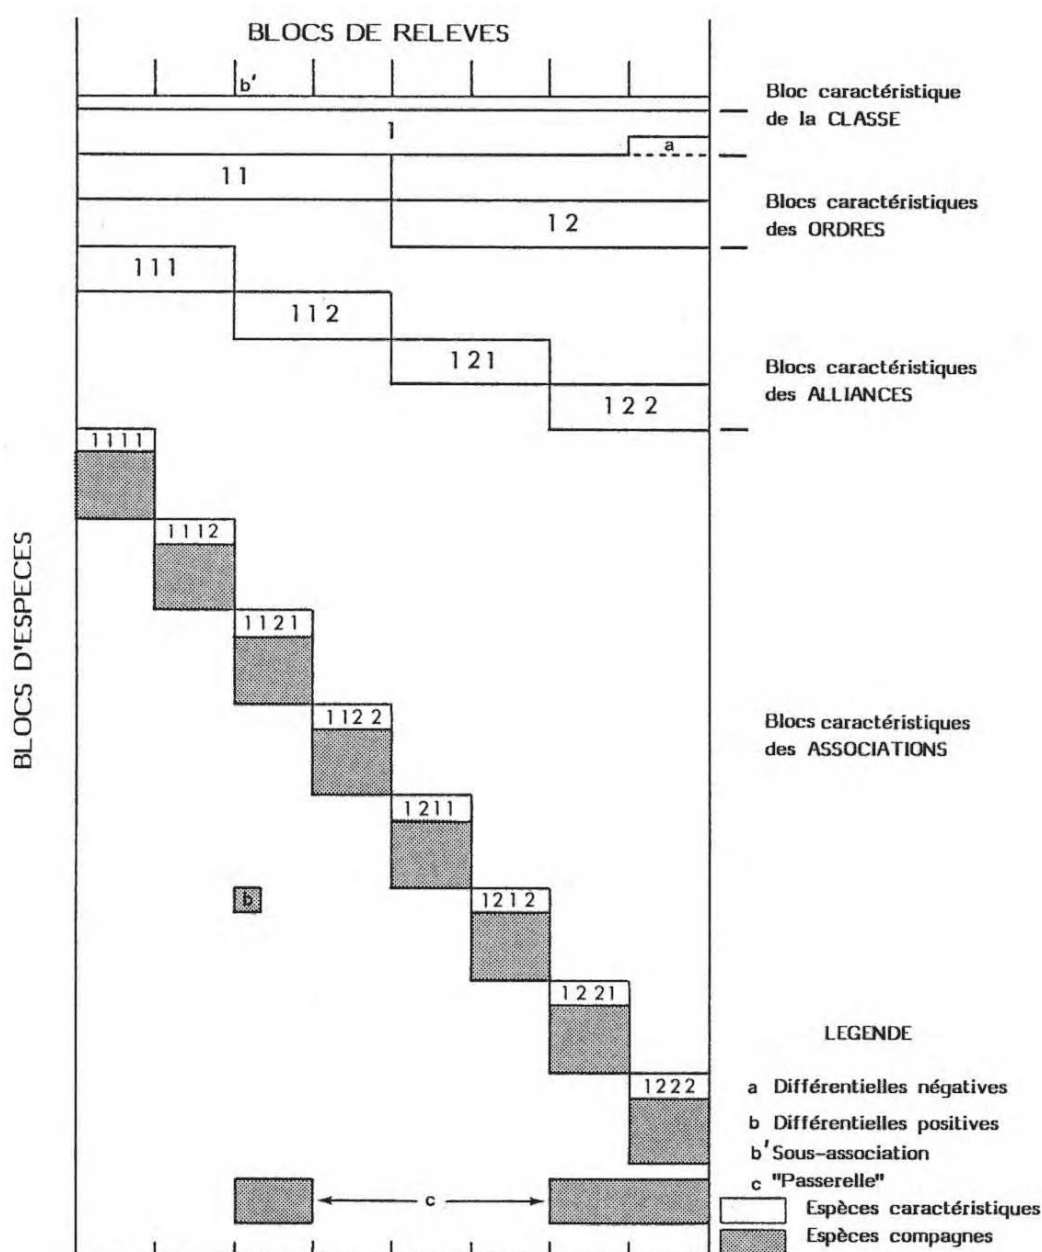 BLOCS DE RELEVES
b'
Bloc caractéristique
de la CLASSE
1
a
11
Blocs caractéristiques
des ORDRES
12
111
112
121
Blocs caractéristiques
des ALLIANCES
122
1111
1112
BLOCS D'ESPECES
1121
1122
Blocs caractéristiques
des ASSOCIATIONS
1211
b
1212
1221
LEGENDE
1222
a Différentielles négatives
b Différentielles positives
b' Sous-association
c "Passerelle"
c
Espèces caractéristiques
Espèces compagnes